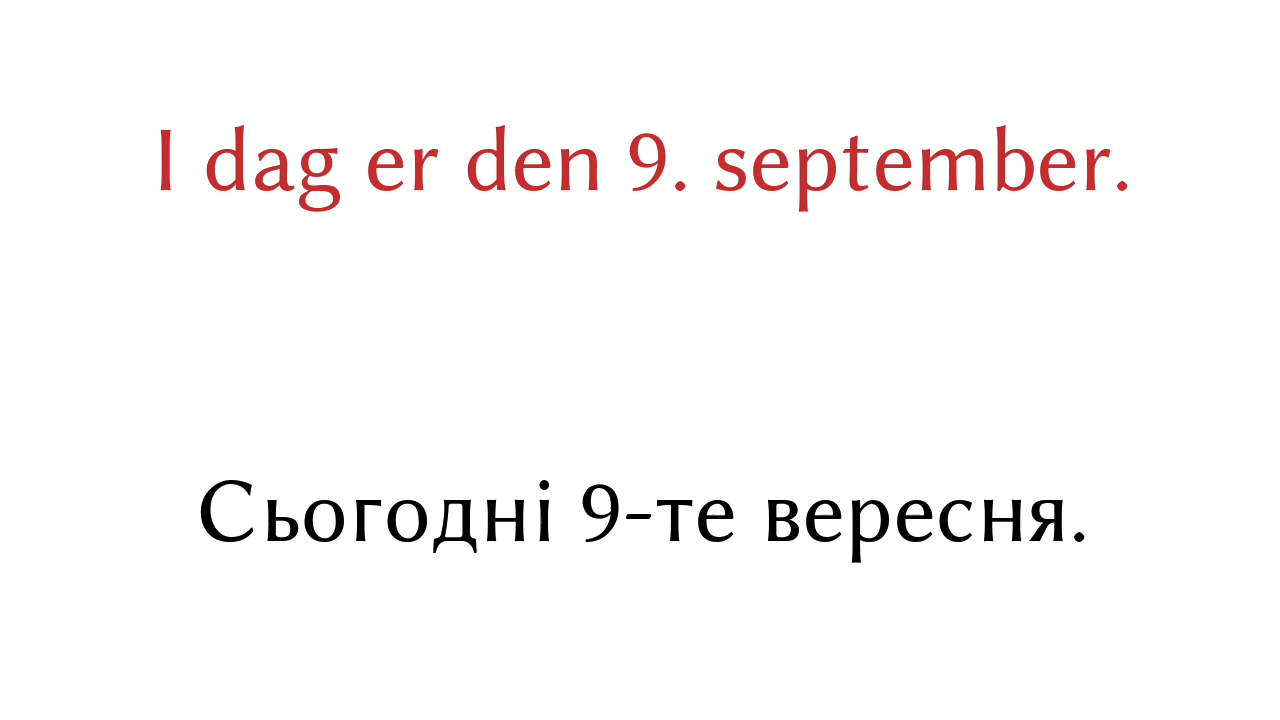 I dag er den 9. september.
Сьогодні 9-те вересня.